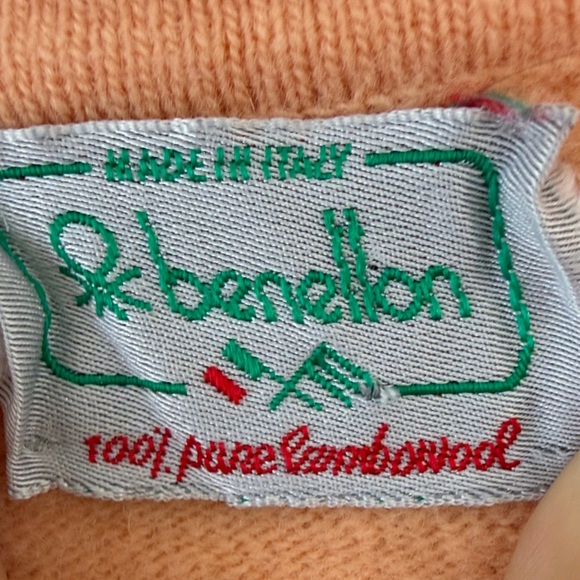 MADE IN ITALY
benetton
100% pure lambswool